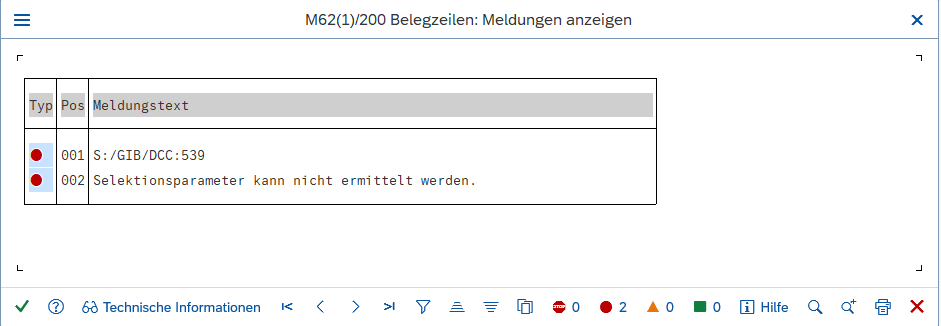 M62(1)/200 Belegzeilen: Meldungen anzeigen
Typ Pos Meldungstext
001 S:/GIB/DCC:539
002 Selektionsparameter kann nicht ermittelt werden.
Technische Informationen STOP 0 2 0 0 Hilfe